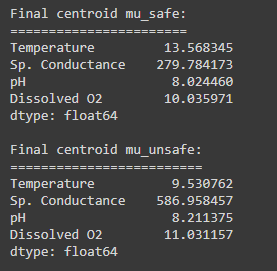 Final centroid mu_safe:
========================
Temperature 13.568345
Sp. Conductance 279.784173
pH 8.024460
Dissolved O2 10.035971
dtype: float64
Final centroid mu_unsafe:
=========================
Temperature 9.530762
Sp. Conductance 586.958457
pH 8.211375
Dissolved O2 11.031157
dtype: float64